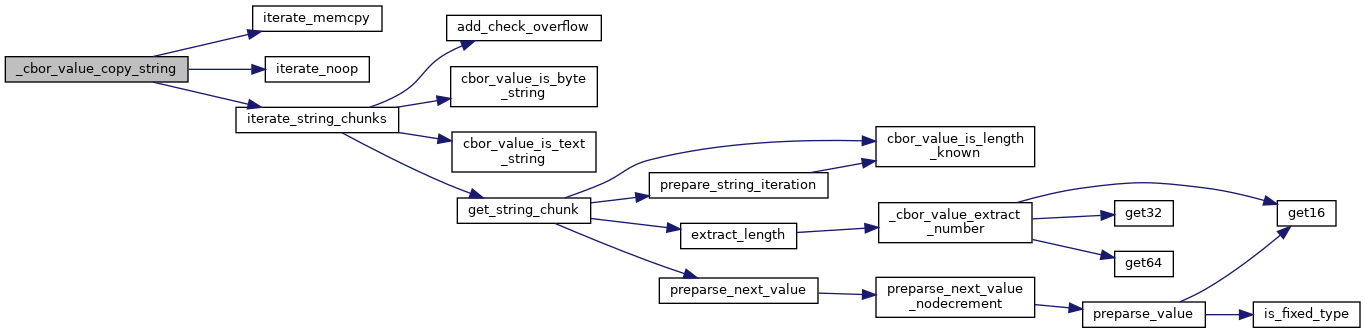 _cbor_value_copy_string
iterate_memcpy
iterate_noop
iterate_string_chunks
add_check_overflow
cbor_value_is_byte
_string
cbor_value_is_text
_string
get_string_chunk
cbor_value_is_length
_known
prepare_string_iteration
extract_length
_cbor_value_extract
_number
get16
get32
get64
preparse_next_value
preparse_next_value
_nodecrement
preparse_value
is_fixed_type